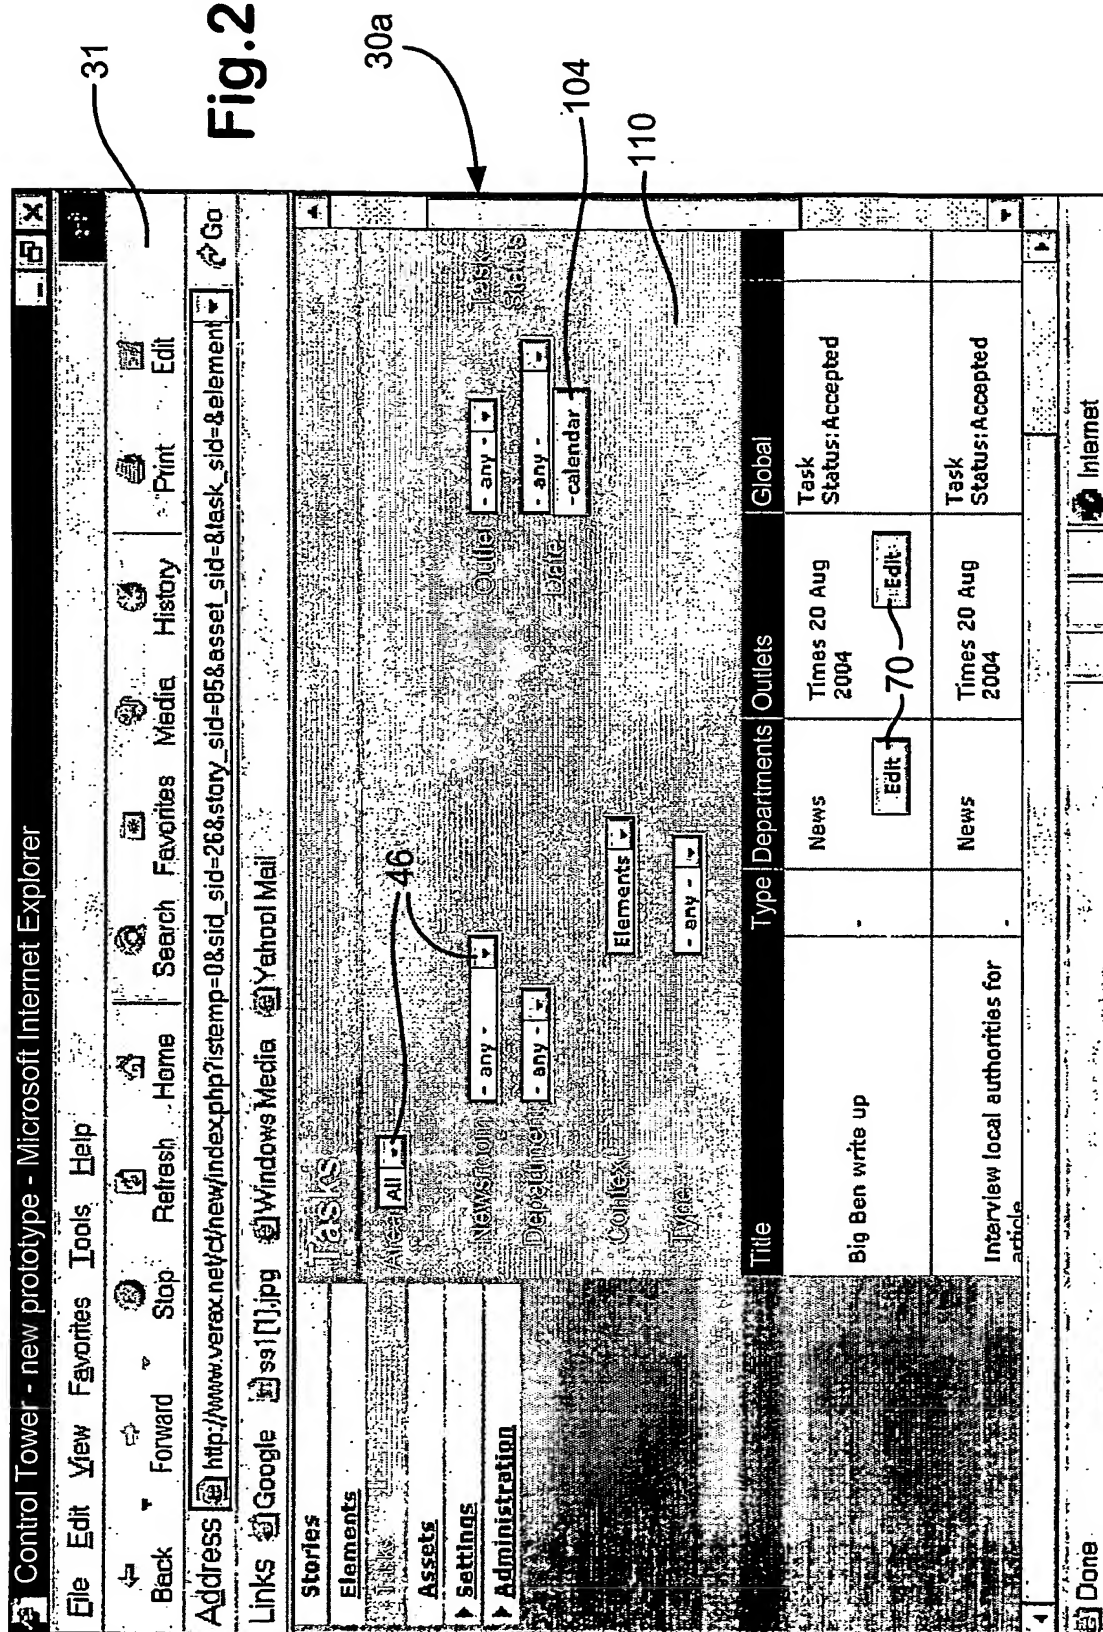 Control Tower - new prototype - Microsoft Internet Explorer
File Edit View Favorites Tools Help
Back Forward Stop Refresh Home Search Favorites Media History Print Edit
31
Fig.2
Address http://www.verax.net/ct/new/index.php?istemp=0&sid_sid=26&story_sid=85&asset_sid=&task_sid=&element Go
Links Google ss1[1].jpg Windows Media Yahoo! Mail
Stories
Elements
Tasks
Assets
Settings
Administration
Tasks
Area All
46
30a
Newsroom - any -
Outlet - any -
Task Status
Department - any -
Date - any -
-calendar
104
Context Elements
110
Type - any -
Title Type Departments Outlets Global
Big Ben write up - News Times 20 Aug 2004 Task Status:Accepted
Edit 70 Edit
Interview local authorities for article - News Times 20 Aug 2004 Task Status:Accepted
Done Internet